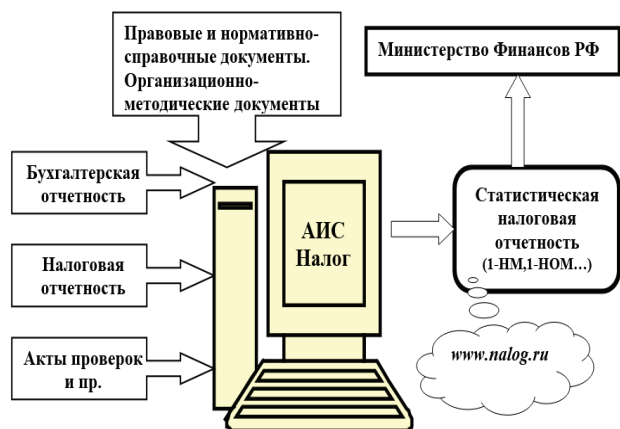 Правовые и нормативно-
справочные документы.
Организационно-
методические документы
Министерство Финансов РФ
Бухгалтерская
отчетность
Налоговая
отчетность
Акты проверок
и пр.
АИС
Налог
Статистическая
налоговая
отчетность
(1-НМ,1-НОМ...)
www.nalog.ru